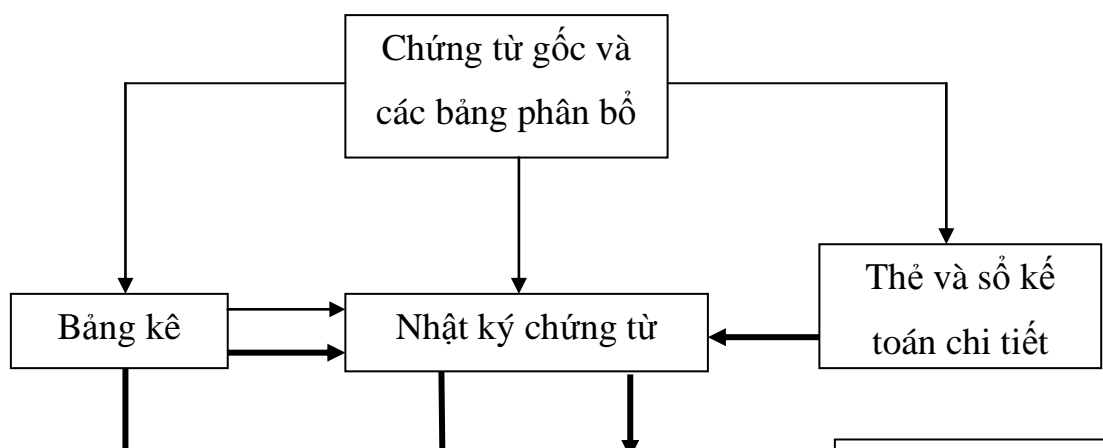 Chứng từ gốc và
các bảng phân bổ
Thẻ và sổ kế
toán chi tiết
Bảng kê
Nhật ký chứng từ